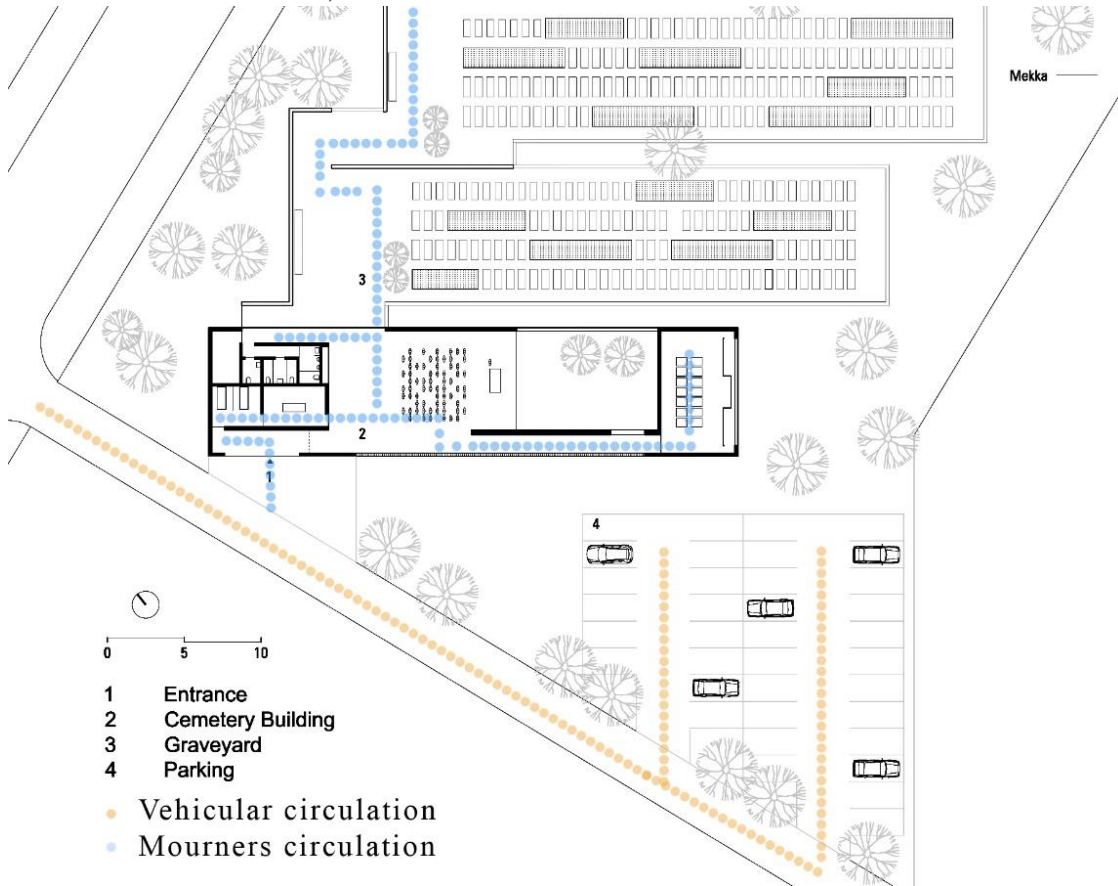 Mekka
3
2
1
4
0 5 10
1 Entrance
2 Cemetery Building
3 Graveyard
4 Parking
Vehicular circulation
Mourners circulation